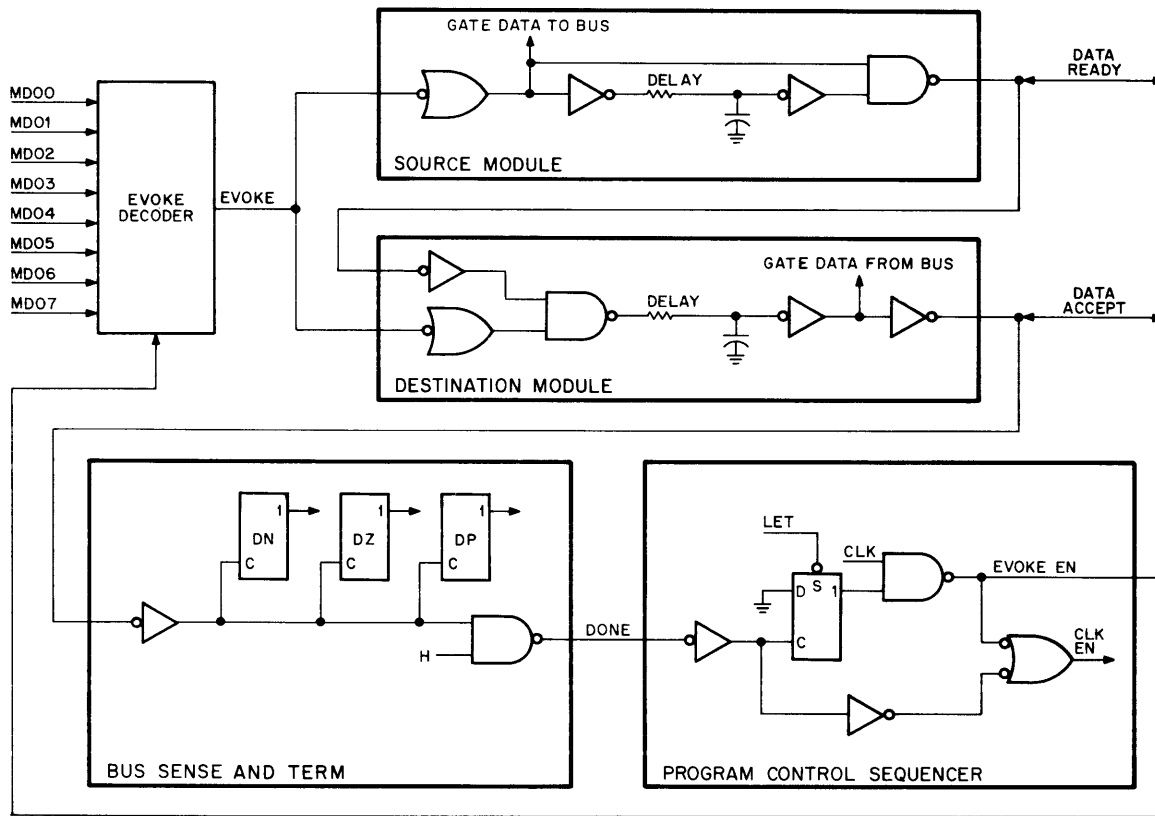 GATE DATA TO BUS
DELAY
DATA
READY
SOURCE MODULE
MD00
MD01
MD02
MD03
MD04
MD05
MD06
MD07
EVOKE
DECODER
EVOKE
GATE DATA FROM BUS
DELAY
DATA
ACCEPT
DESTINATION MODULE
1
DN
C
1
DZ
C
1
DP
C
H
DONE
BUS SENSE AND TERM
LET
CLK
D
S
1
C
EVOKE EN
CLK
EN
PROGRAM CONTROL SEQUENCER